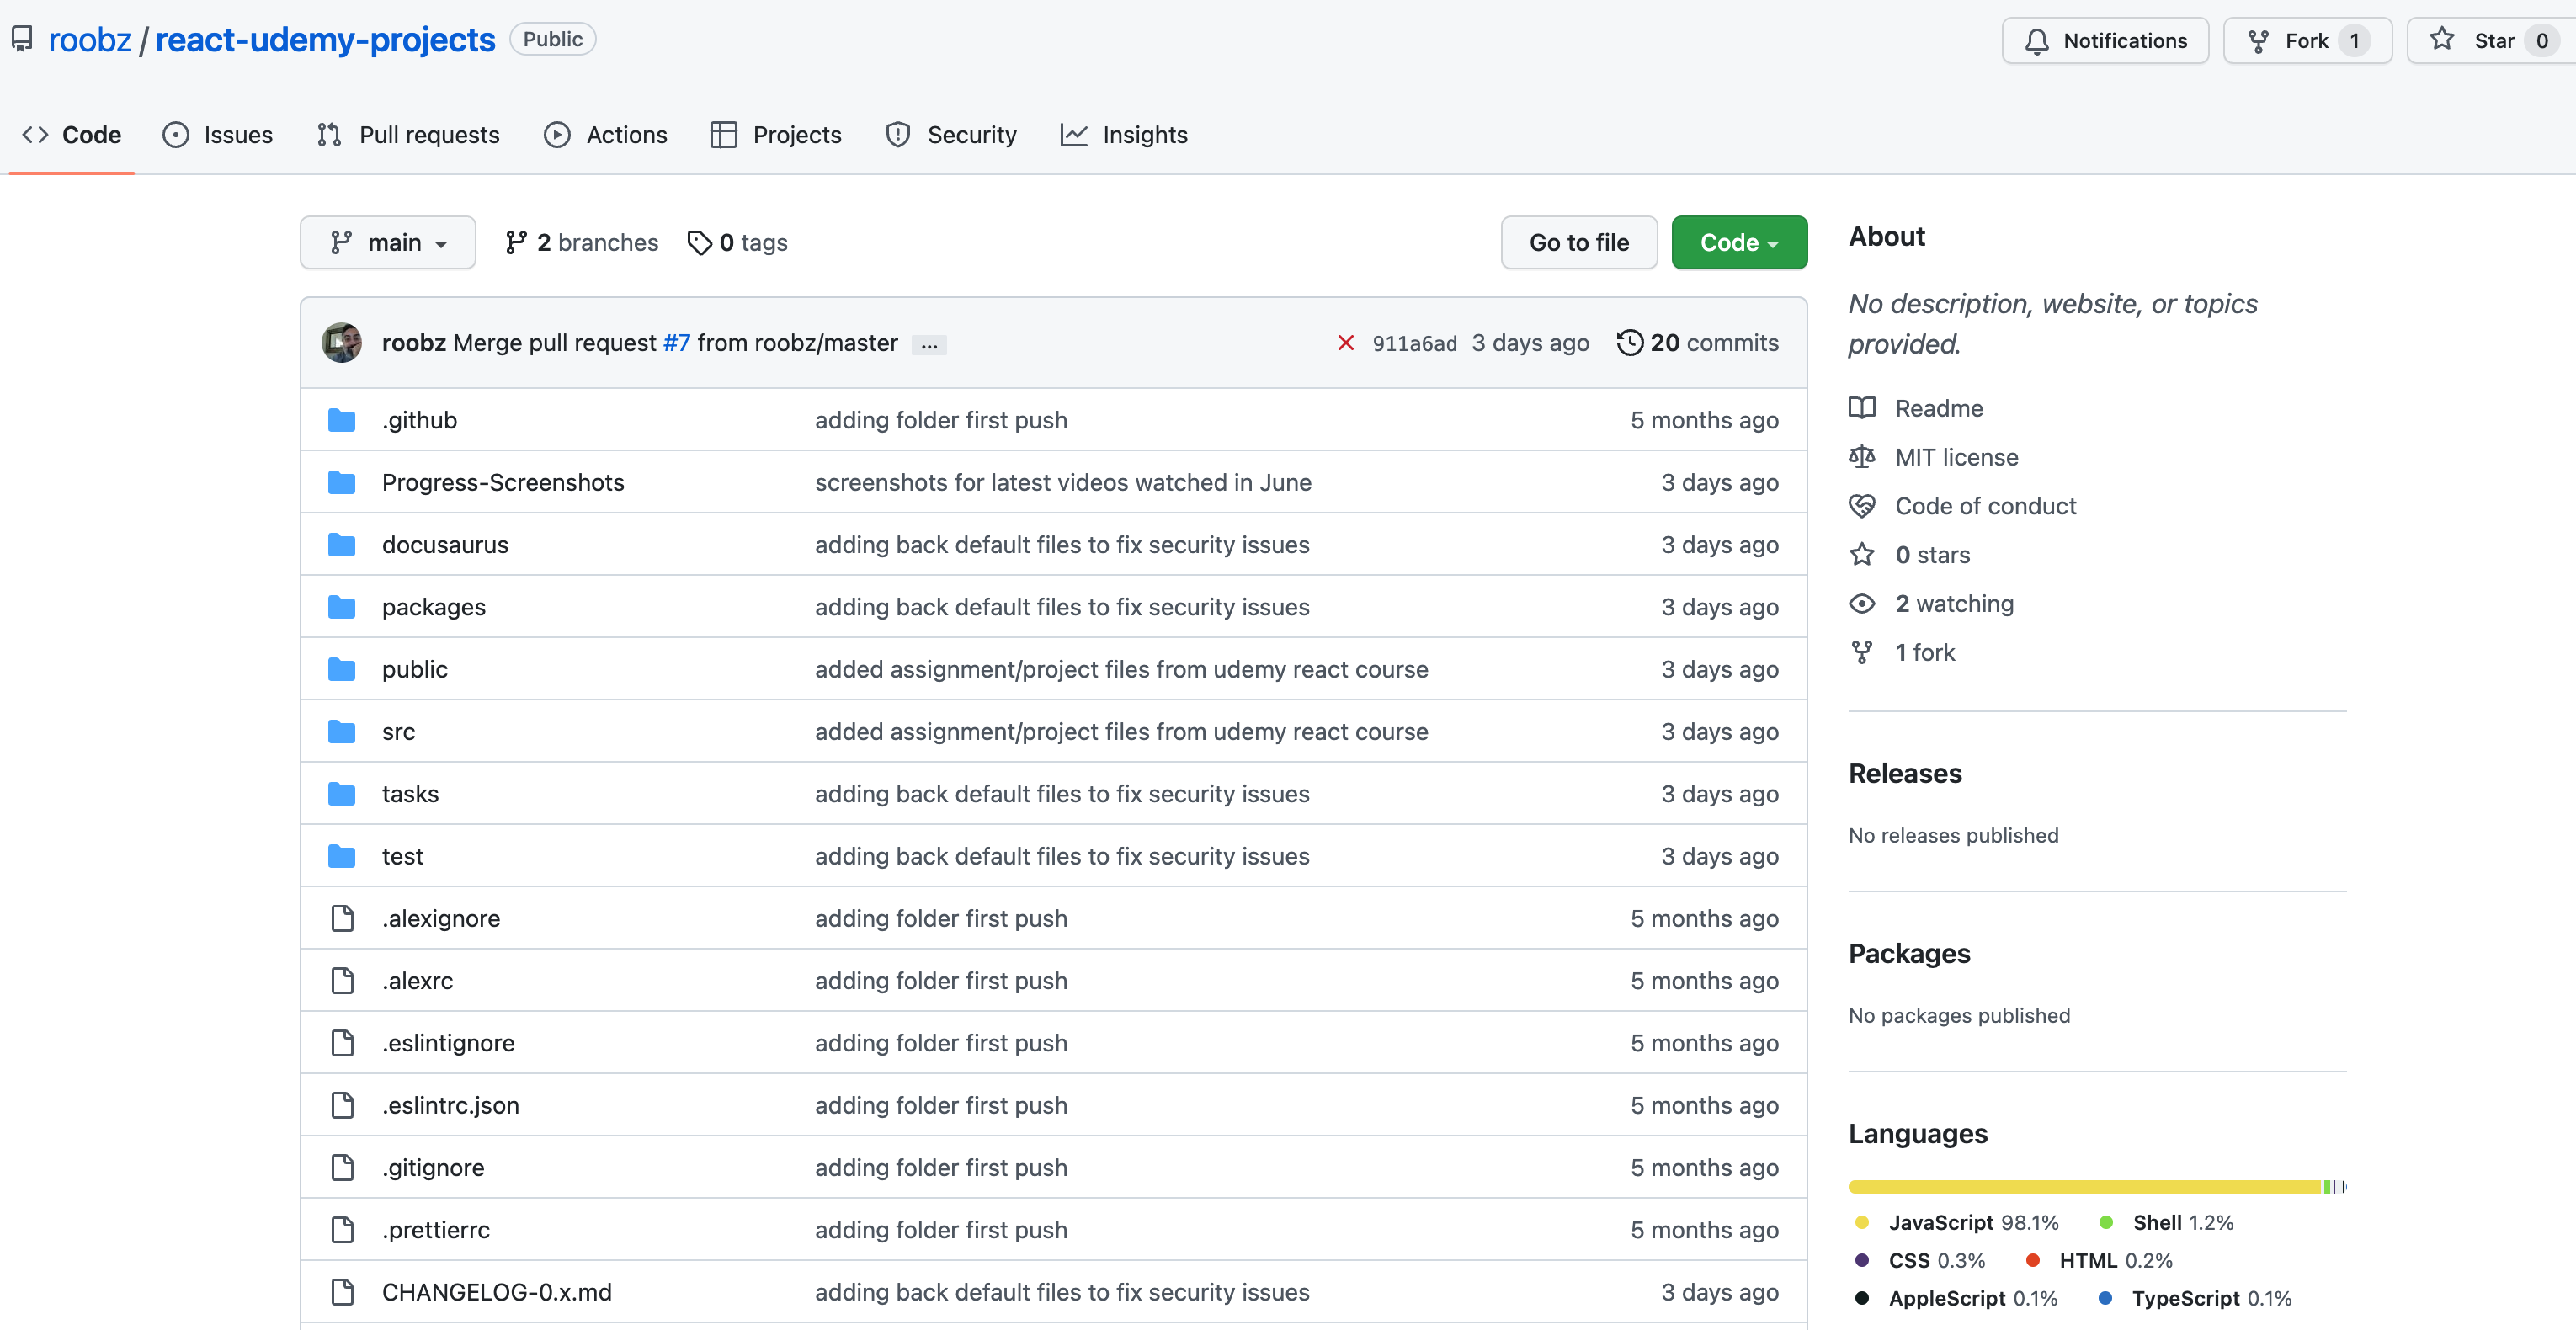 roobz / react-udemy-projects Public
Notifications Fork 1 Star 0
Code Issues Pull requests Actions Projects Security Insights
main 2 branches 0 tags Go to file Code
roobz Merge pull request #7 from roobz/master ... 911a6ad 3 days ago 20 commits
.github adding folder first push 5 months ago
Progress-Screenshots screenshots for latest videos watched in June 3 days ago
docusaurus adding back default files to fix security issues 3 days ago
packages adding back default files to fix security issues 3 days ago
public added assignment/project files from udemy react course 3 days ago
src added assignment/project files from udemy react course 3 days ago
tasks adding back default files to fix security issues 3 days ago
test adding back default files to fix security issues 3 days ago
.alexignore adding folder first push 5 months ago
.alexrc adding folder first push 5 months ago
.eslintignore adding folder first push 5 months ago
.eslintrc.json adding folder first push 5 months ago
.gitignore adding folder first push 5 months ago
.prettierrc adding folder first push 5 months ago
CHANGELOG-0.x.md adding back default files to fix security issues 3 days ago
About
No description, website, or topics
provided.
Readme
MIT license
Code of conduct
0 stars
2 watching
1 fork
Releases
No releases published
Packages
No packages published
Languages
JavaScript 98.1% Shell 1.2%
CSS 0.3% HTML 0.2%
AppleScript 0.1% TypeScript 0.1%